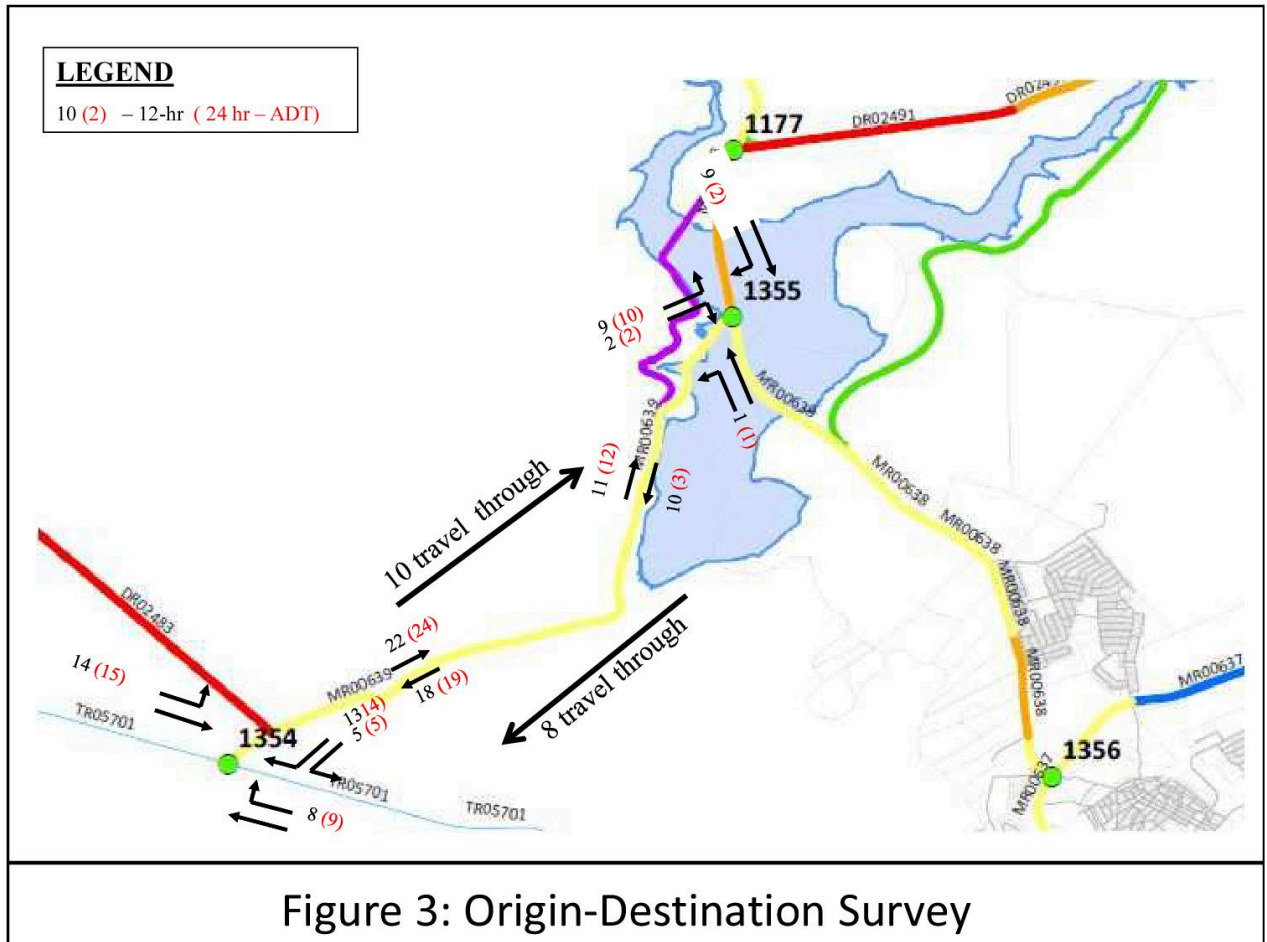 LEGEND
10 (2) – 12-hr ( 24 hr – ADT)
1177
DR02491
DR0249
9 (2)
1355
9 (10)
2 (2)
MR00638
1 (1)
MR00639
11 (12)
10 (3)
MR00638
MR00638
MR00638
MR00638
10 travel through
DR02483
22 (24)
MR00639
18 (19)
14 (15)
1314)
5 (5)
8 travel through
TR05701
1354
TR05701
TR05701
8 (9)
MR00637
1356
MR00637
Figure 3: Origin-Destination Survey